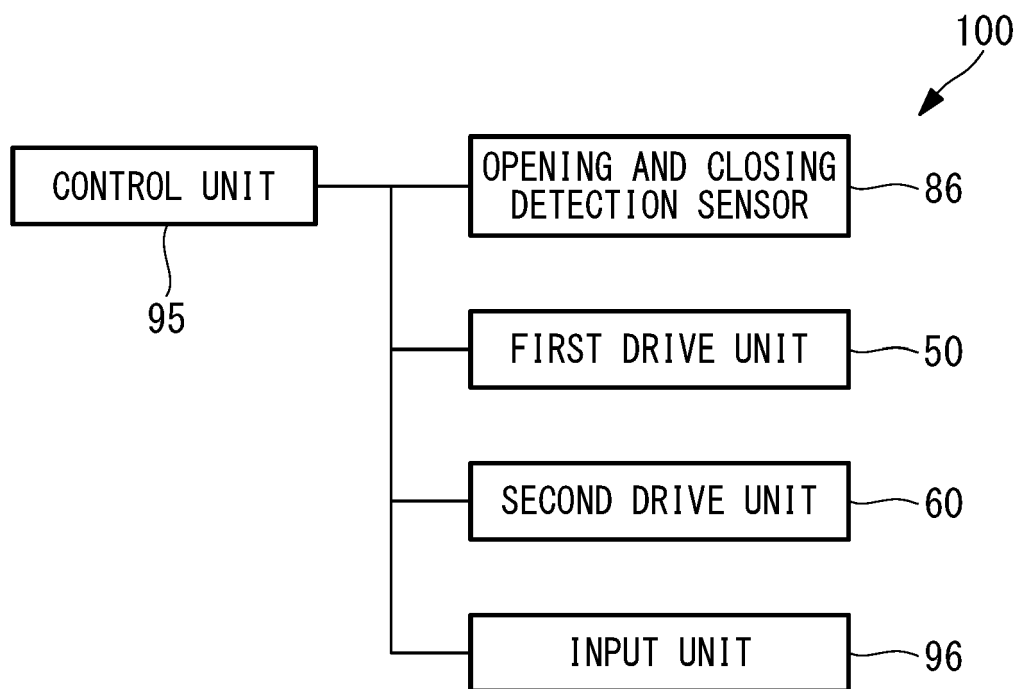 100
CONTROL UNIT
95
OPENING AND CLOSING
DETECTION SENSOR
86
FIRST DRIVE UNIT
50
SECOND DRIVE UNIT
60
INPUT UNIT
96